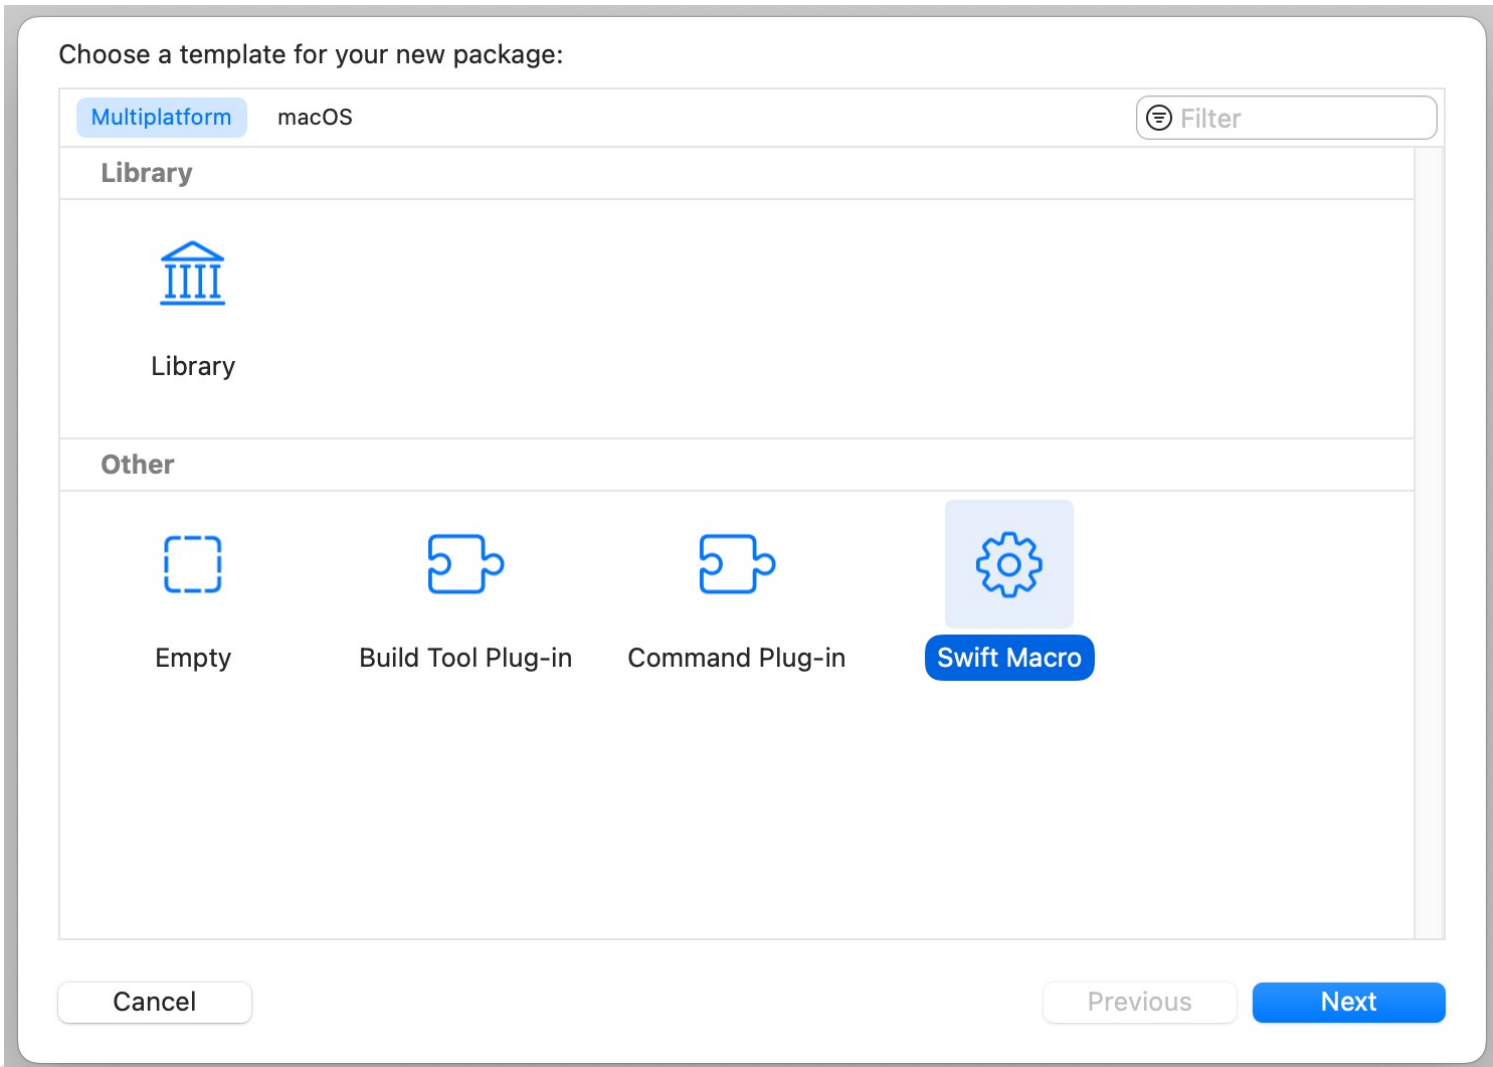 Choose a template for your new package:
Multiplatform macOS Filter
Library
Library
Other
Empty Build Tool Plug-in Command Plug-in Swift Macro
Cancel Previous Next